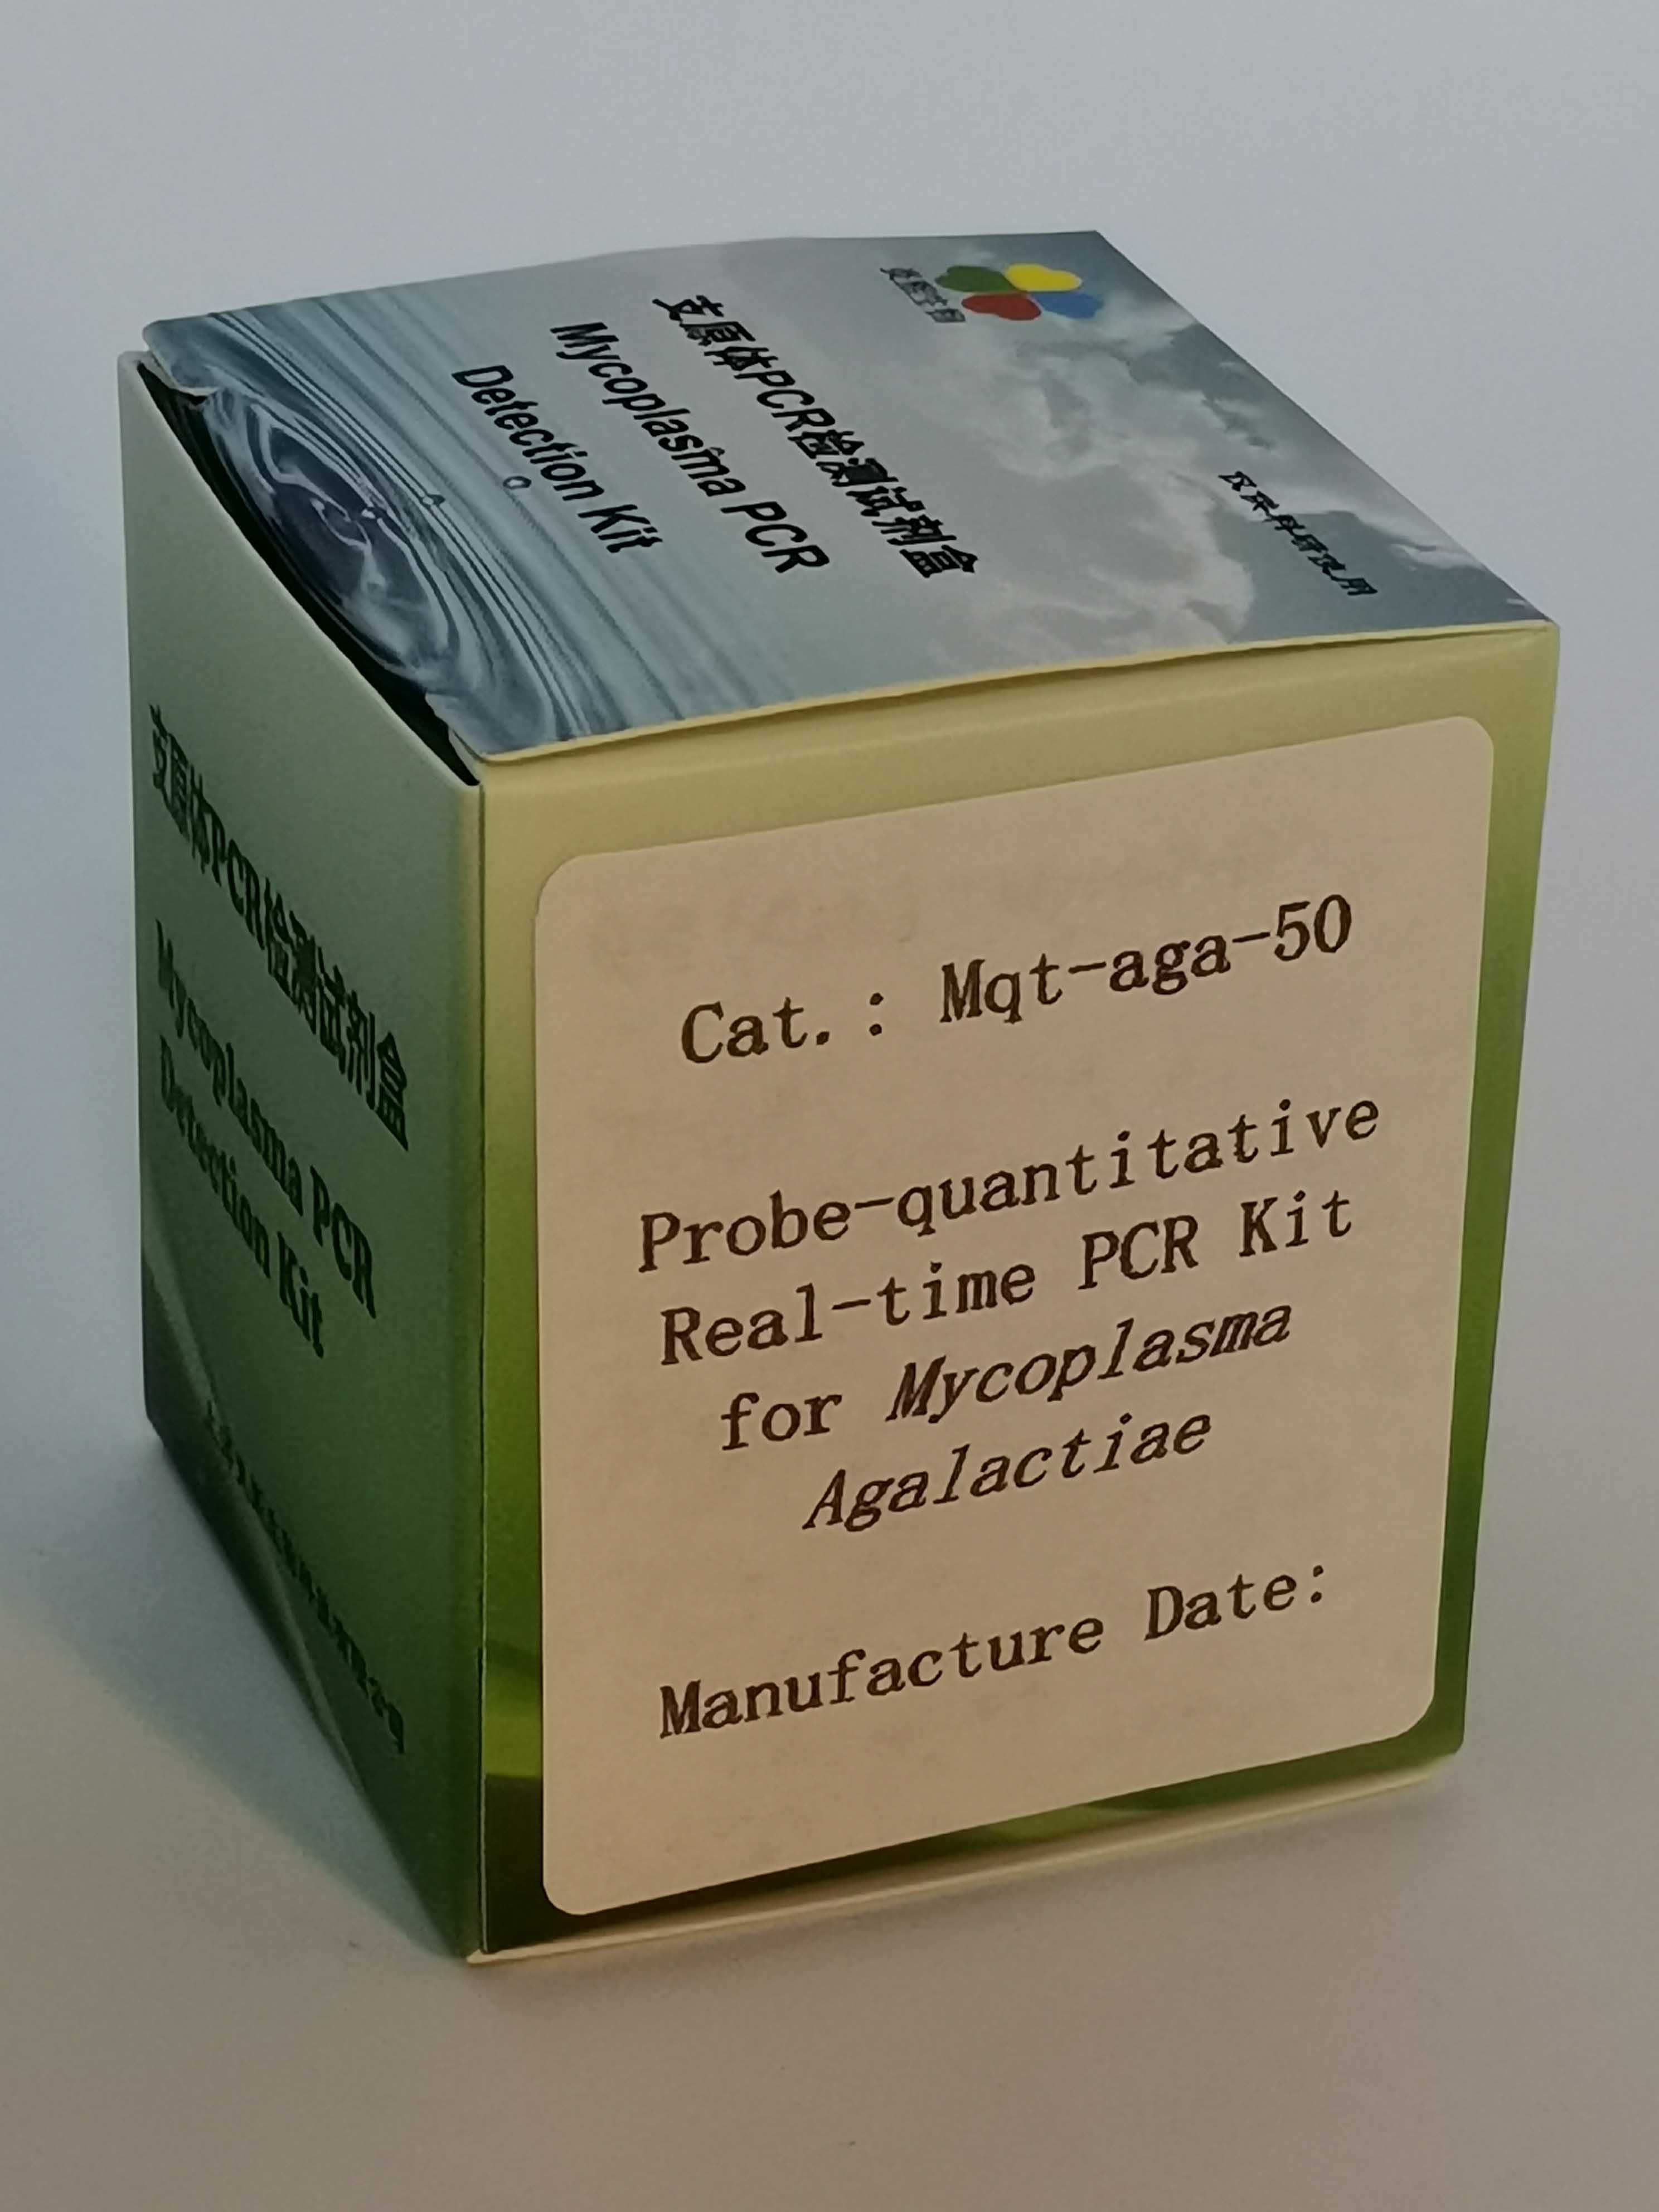 支原体PCR检测试剂盒
Mycoplasma PCR
Detection Kit
仅供科研使用
支原体PCR检测试剂盒
Mycoplasma PCR
Detection Kit
Cat.: Mqt-aga-50
Probe-quantitative
Real-time PCR Kit
for Mycoplasma
Agalactiae
Manufacture Date: